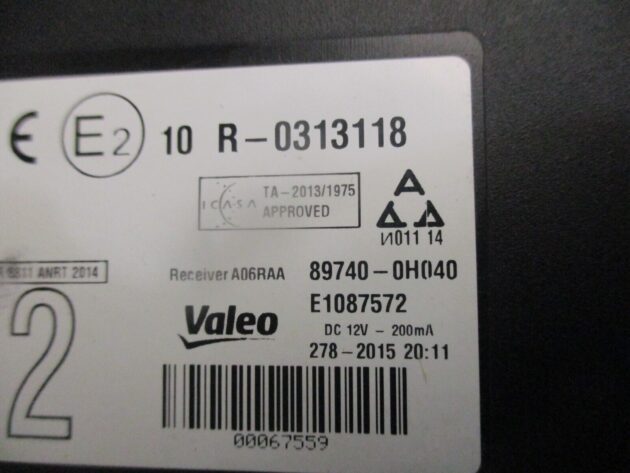 CE E2 10 R-0313118
ICASA TA-2013/1975
APPROVED
И011 14
ANRT 2014
Receiver A06RAA 89740-0H040
E1087572
Valeo DC 12V - 200mA
278-2015 20:11
2
00067559